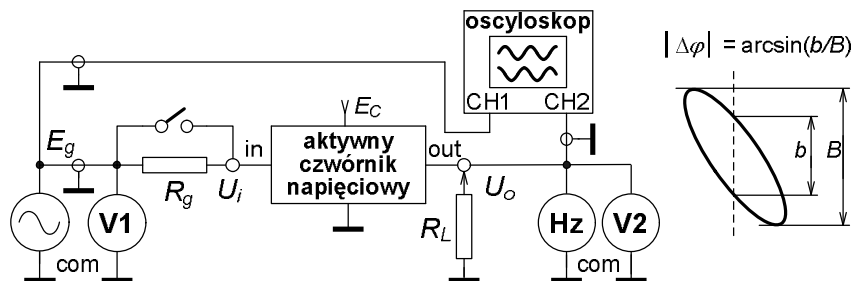 oscyloskop
CH1 CH2
|Δφ| = arcsin(b/B)
E_C
E_g
in
aktywny
czwórnik
napięciowy
out
R_g
U_i
U_o
b
B
V1
R_L
Hz
V2
com
com